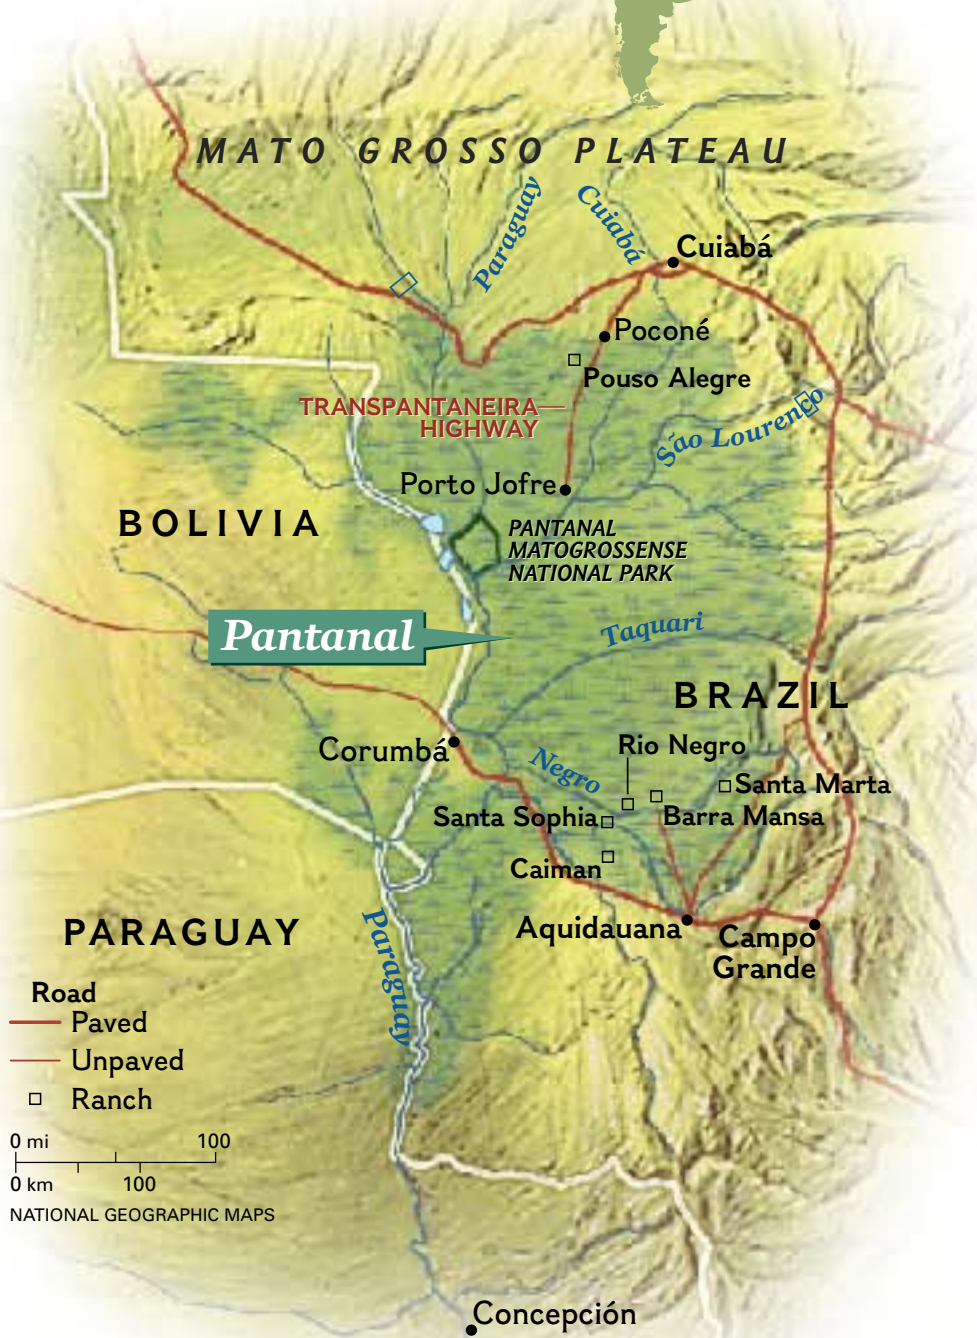 MATO GROSSO PLATEAU
Paraguay
Cuiabá
Cuiabá
Poconé
Pouso Alegre
TRANSPANTANEIRA
HIGHWAY
São Lourenço
Porto Jofre
BOLIVIA
PANTANAL
MATOGROSSENSE
NATIONAL PARK
Pantanal
Taquari
BRAZIL
Corumbá
Rio Negro
Negro
Santa Marta
Santa Sophia
Barra Mansa
Caiman
Aquidauana
Campo
Grande
PARAGUAY
Paraguay
Road
Paved
Unpaved
Ranch
0 mi 100
0 km 100
NATIONAL GEOGRAPHIC MAPS
Concepción